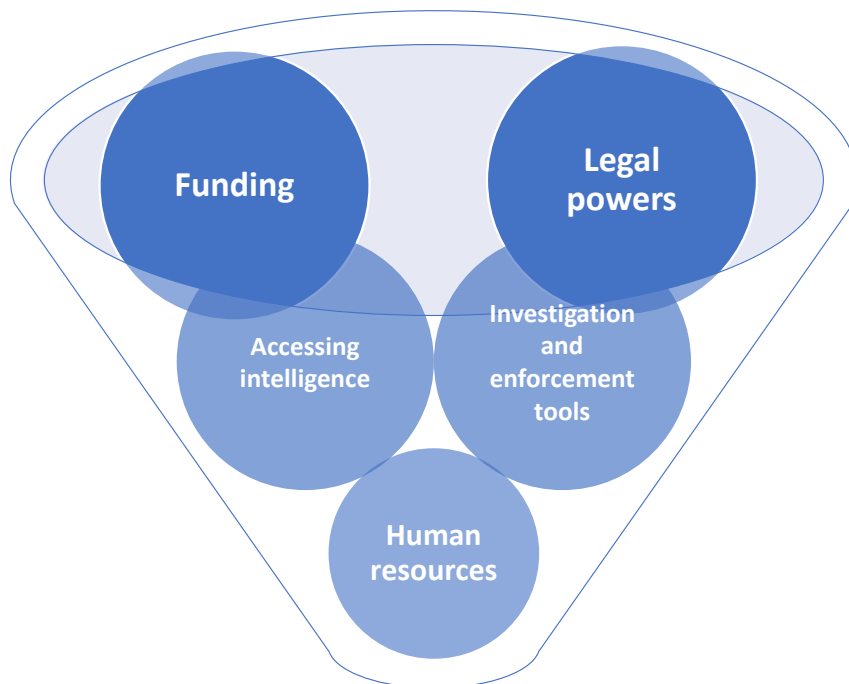 Funding
Legal
powers
Accessing
intelligence
Investigation
and
enforcement
tools
Human
resources